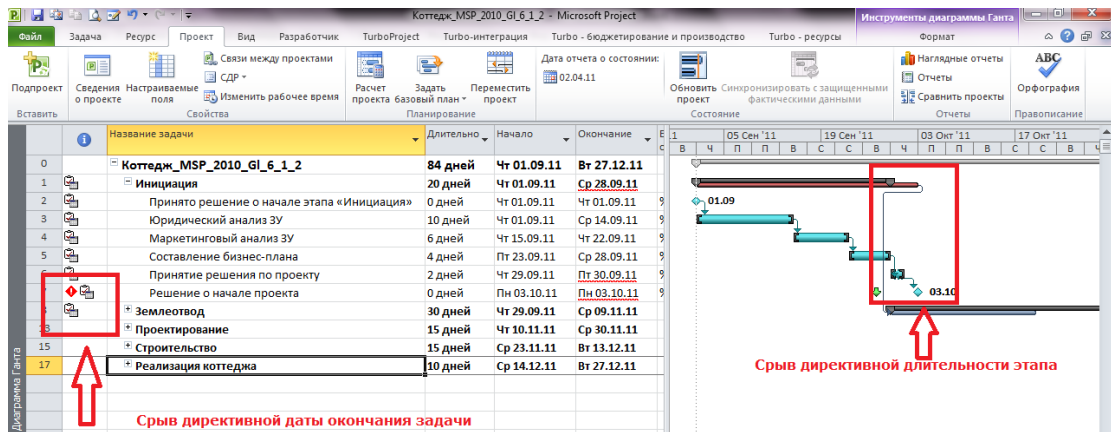 Коттедж_MSP_2010_GI_6_1_2 - Microsoft Project
Инструменты диаграммы Ганта
Файл Задача Ресурс Проект Вид Разработчик TurboProject Turbo-интеграция Turbo - бюджетирование и производство Turbo - ресурсы Формат
Подпроект
Вставить
Сведения о проекте
Настраиваемые поля
Связи между проектами
СДР
Изменить рабочее время
Свойства
Расчет проекта
Задать базовый план
Переместить проект
Планирование
Дата отчета о состоянии:
02.04.11
Обновить проект
Синхронизировать с защищенными фактическими данными
Состояние
Наглядные отчеты
Отчеты
Сравнить проекты
Отчеты
ABC
Орфография
Правописание
Название задачи Длительно Начало Окончание
05 Сен '11 19 Сен '11 03 Окт '11 17 Окт '11
В Ч П П В С С В Ч П П В С С В
0 Коттедж_MSP_2010_GI_6_1_2 84 дней Чт 01.09.11 Вт 27.12.11
1 Инициация 20 дней Чт 01.09.11 Ср 28.09.11
2 Принято решение о начале этапа «Инициация» 0 дней Чт 01.09.11 Чт 01.09.11 01.09
3 Юридический анализ ЗУ 10 дней Чт 01.09.11 Ср 14.09.11
4 Маркетинговый анализ ЗУ 6 дней Чт 15.09.11 Чт 22.09.11
5 Составление бизнес-плана 4 дней Пт 23.09.11 Ср 28.09.11
Принятие решения по проекту 2 дней Чт 29.09.11 Пт 30.09.11
Решение о начале проекта 0 дней Пн 03.10.11 Пн 03.10.11 03.10
8 Землеотвод 30 дней Чт 29.09.11 Ср 09.11.11
13 Проектирование 15 дней Чт 10.11.11 Ср 30.11.11
15 Строительство 15 дней Ср 23.11.11 Вт 13.12.11
17 Реализация коттеджа 10 дней Ср 14.12.11 Вт 27.12.11
Срыв директивной длительности этапа
Срыв директивной даты окончания задачи
Диаграмма Ганта